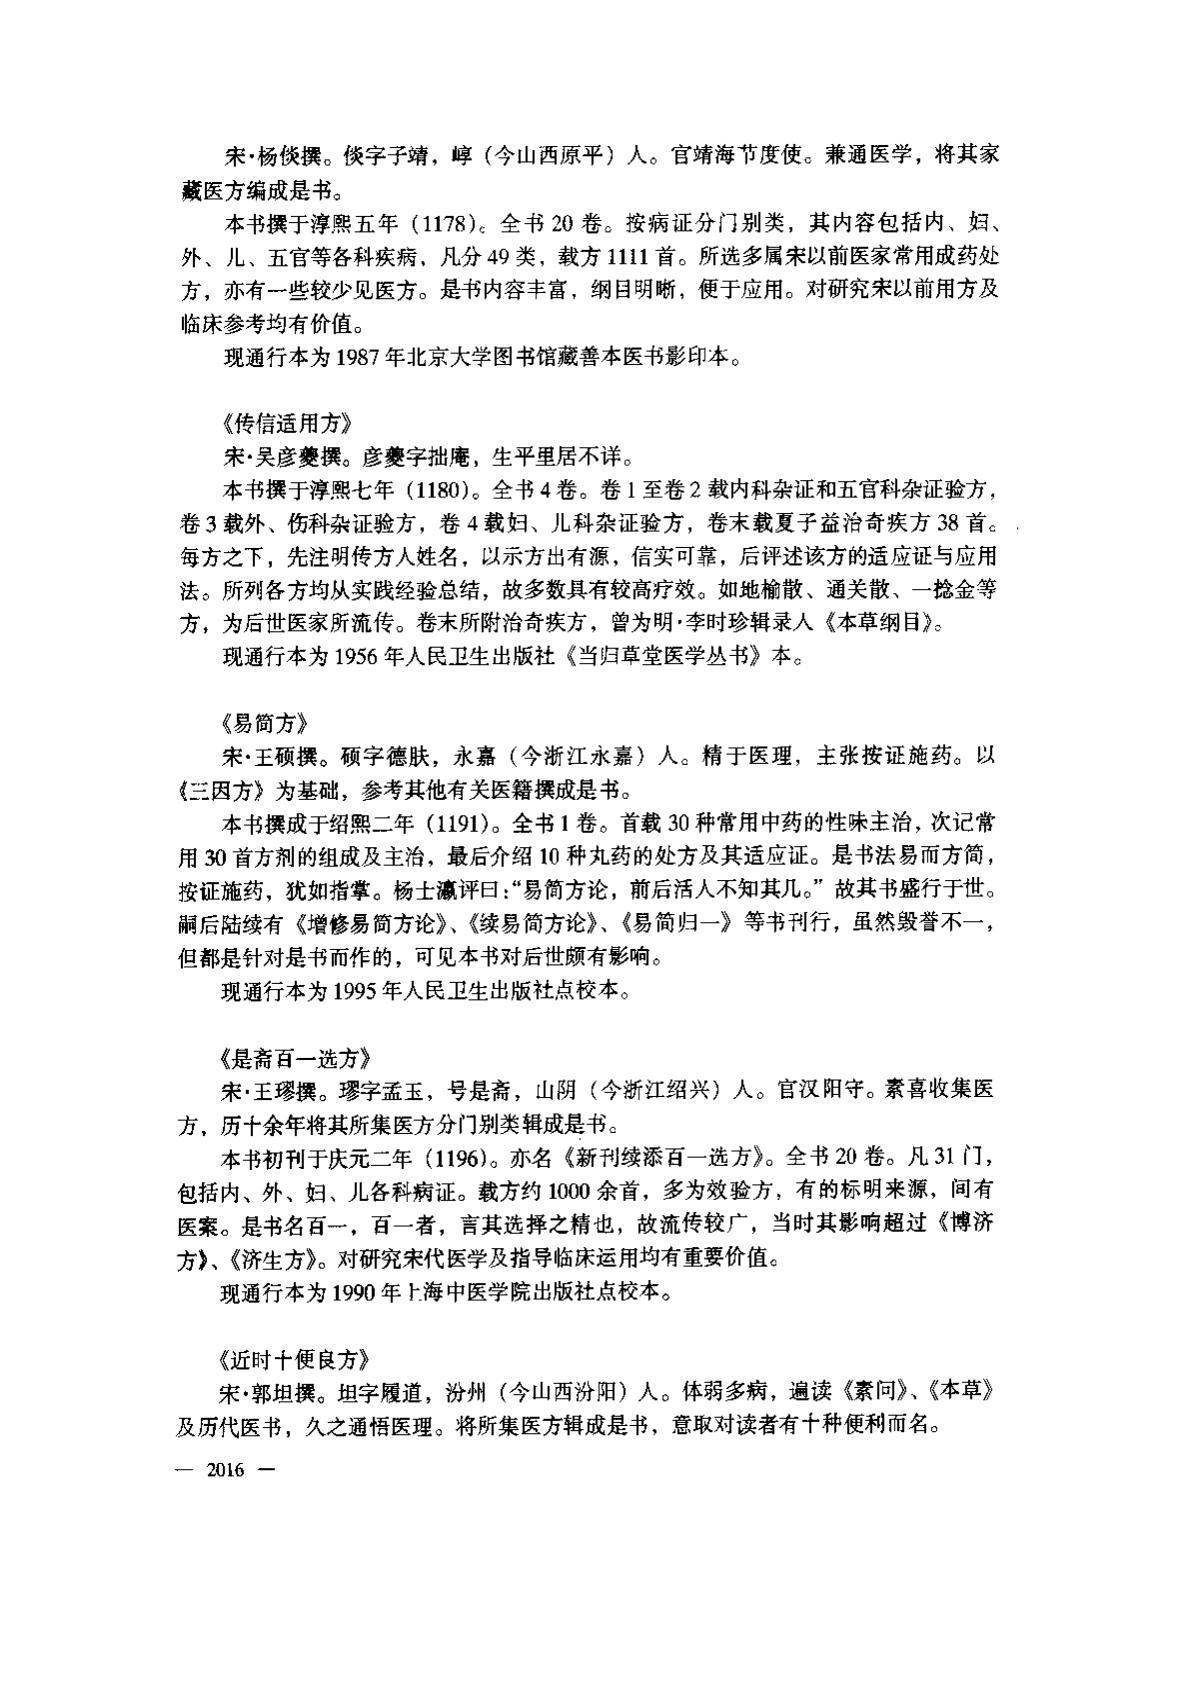 宋·杨倓撰。倓字子靖，崞（今山西原平）人。官靖海节度使。兼通医学，将其家
藏医方编成是书。
本书撰于淳熙五年（1178）。全书 20 卷。按病证分门别类，其内容包括内、妇、
外、儿、五官等各科疾病，凡分 49 类，载方 1111 首。所选多属宋以前医家常用成药处
方，亦有一些较少见医方。是书内容丰富，纲目明晰，便于应用。对研究宋以前用方及
临床参考均有价值。
现通行本为 1987 年北京大学图书馆藏善本医书影印本。
《传信适用方》
宋·吴彦夔撰。彦夔字拙庵，生平里居不详。
本书撰于淳熙七年（1180）。全书 4 卷。卷 1 至卷 2 载内科杂证和五官科杂证验方，
卷 3 载外、伤科杂证验方，卷 4 载妇、儿科杂证验方，卷末载夏子益治奇疾方 38 首。
每方之下，先注明传方人姓名，以示方出有源，信实可靠，后评述该方的适应证与应用
法。所列各方均从实践经验总结，故多数具有较高疗效。如地榆散、通关散、一捻金等
方，为后世医家所流传。卷末所附治奇疾方，曾为明·李时珍辑录人《本草纲目》。
现通行本为 1956 年人民卫生出版社《当归草堂医学丛书》本。
《易简方》
宋·王硕撰。硕字德肤，永嘉（今浙江永嘉）人。精于医理，主张按证施药。以
《三因方》为基础，参考其他有关医籍撰成是书。
本书撰成于绍熙二年（1191）。全书 1 卷。首载 30 种常用中药的性味主治，次记常
用 30 首方剂的组成及主治，最后介绍 10 种丸药的处方及其适应证。是书法易而方简，
按证施药，犹如指掌。杨士瀛评曰：“易简方论，前后活人不知其几。”故其书盛行于世。
嗣后陆续有《增修易简方论》、《续易简方论》、《易简归一》等书刊行，虽然毁誉不一，
但都是针对是书而作的，可见本书对后世颇有影响。
现通行本为 1995 年人民卫生出版社点校本。
《是斋百一选方》
宋·王璆撰。璆字孟玉，号是斋，山阴（今浙江绍兴）人。官汉阳守。素喜收集医
方，历十余年将其所集医方分门别类辑成是书。
本书初刊于庆元二年（1196）。亦名《新刊续添百一选方》。全书 20 卷。凡 31 门，
包括内、外、妇、儿各科病证。载方约 1000 余首，多为效验方，有的标明来源，间有
医案。是书名百一，百一者，言其选择之精也，故流传较广，当时其影响超过《博济
方》、《济生方》。对研究宋代医学及指导临床运用均有重要价值。
现通行本为 1990 年上海中医学院出版社点校本。
《近时十便良方》
宋·郭坦撰。坦字履道，汾州（今山西汾阳）人。体弱多病，遍读《素问》、《本草》
及历代医书，久之通悟医理。将所集医方辑成是书，意取对读者有十种便利而名。
— 2016 —